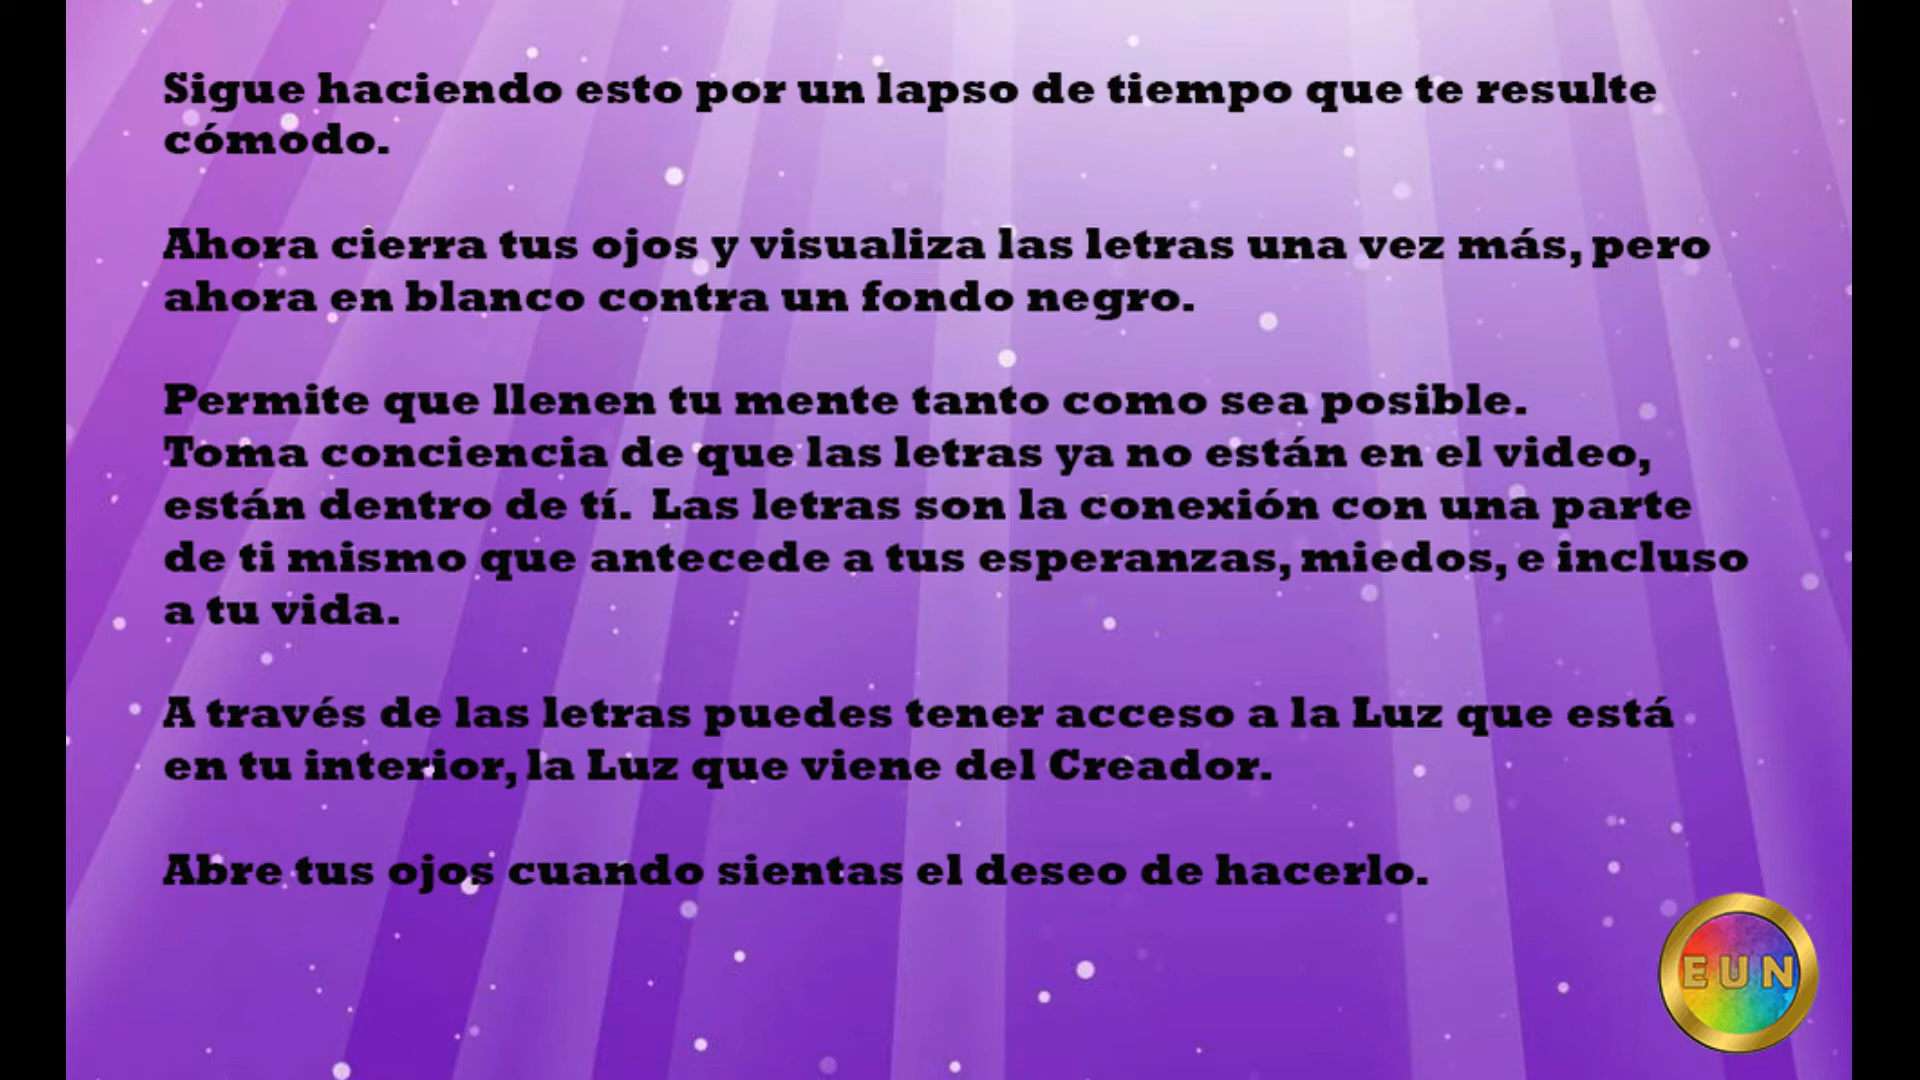 Sigue haciendo esto por un lapso de tiempo que te resulte
cómodo.
Ahora cierra tus ojos y visualiza las letras una vez más, pero
ahora en blanco contra un fondo negro.
Permite que llenen tu mente tanto como sea posible.
Toma conciencia de que las letras ya no están en el video,
están dentro de tí. Las letras son la conexión con una parte
de ti mismo que antecede a tus esperanzas, miedos, e incluso
a tu vida.
A través de las letras puedes tener acceso a la Luz que está
en tu interior, la Luz que viene del Creador.
Abre tus ojos cuando sientas el deseo de hacerlo.
EUN